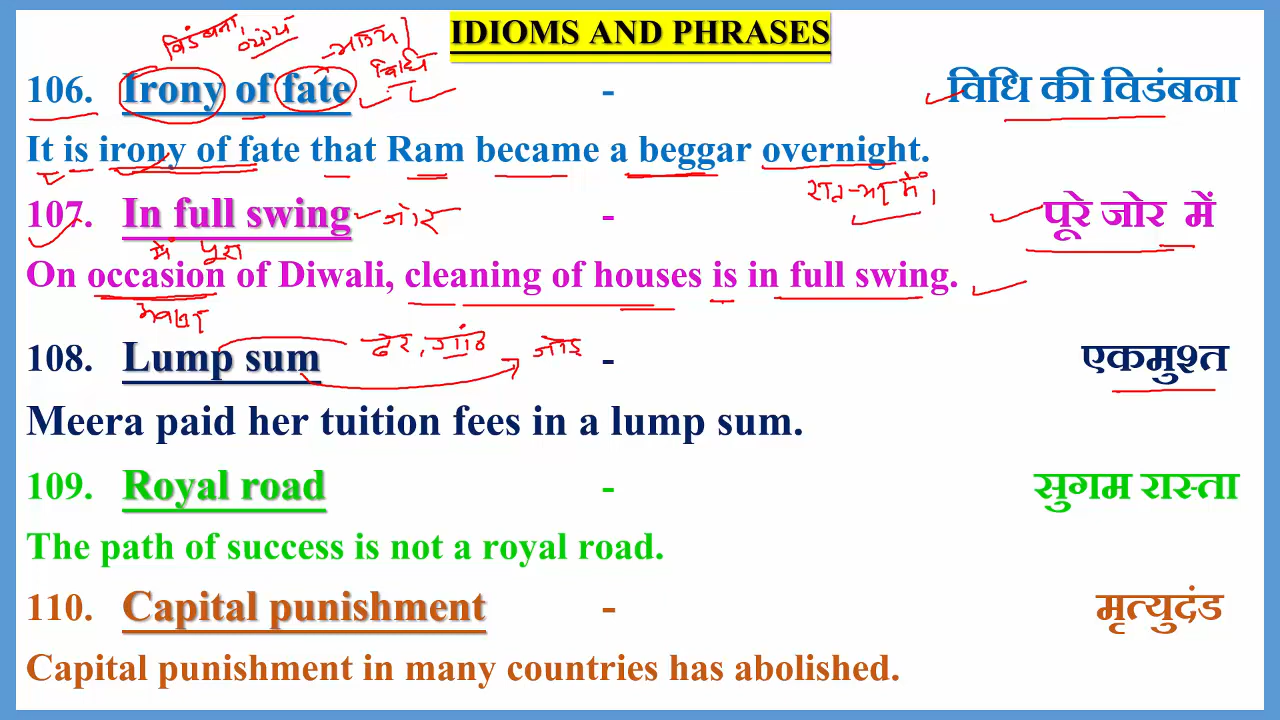 IDIOMS AND PHRASES
विडंबना, व्यंग्य - भाग्य
विधि
106. Irony of fate - विधि की विडंबना
It is irony of fate that Ram became a beggar overnight.
रात-भर में।
107. In full swing - पूरे जोर में
जोर
में पूरा
On occasion of Diwali, cleaning of houses is in full swing.
अवसर
108. Lump sum - एकमुश्त
ढेर, गांठ जोड़
Meera paid her tuition fees in a lump sum.
109. Royal road - सुगम रास्ता
The path of success is not a royal road.
110. Capital punishment - मृत्युदंड
Capital punishment in many countries has abolished.